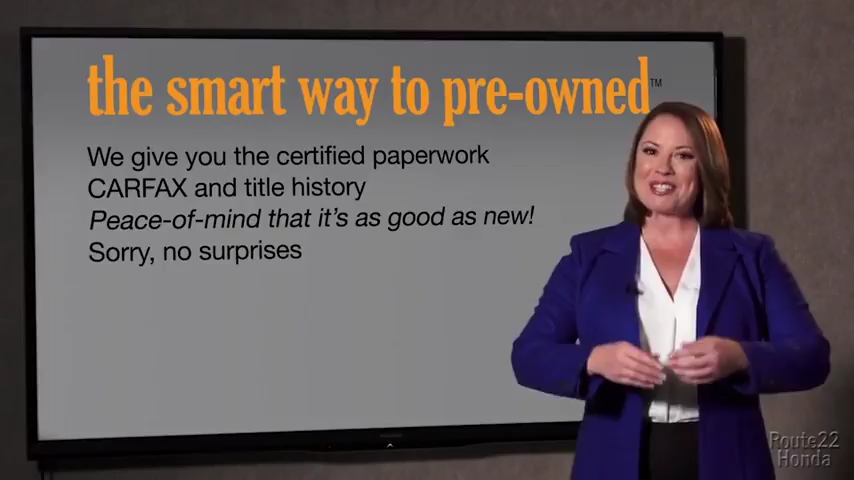 the smart way to pre-owned™
We give you the certified paperwork
CARFAX and title history
Peace-of-mind that it's as good as new!
Sorry, no surprises
Route22
Honda